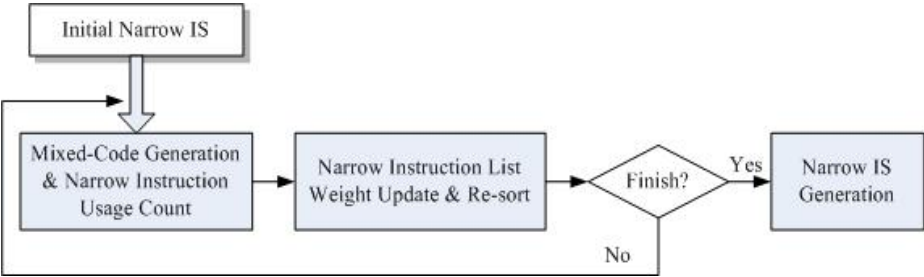 Initial Narrow IS
Mixed-Code Generation
& Narrow Instruction
Usage Count
Narrow Instruction List
Weight Update & Re-sort
Finish?
Yes
Narrow IS
Generation
No